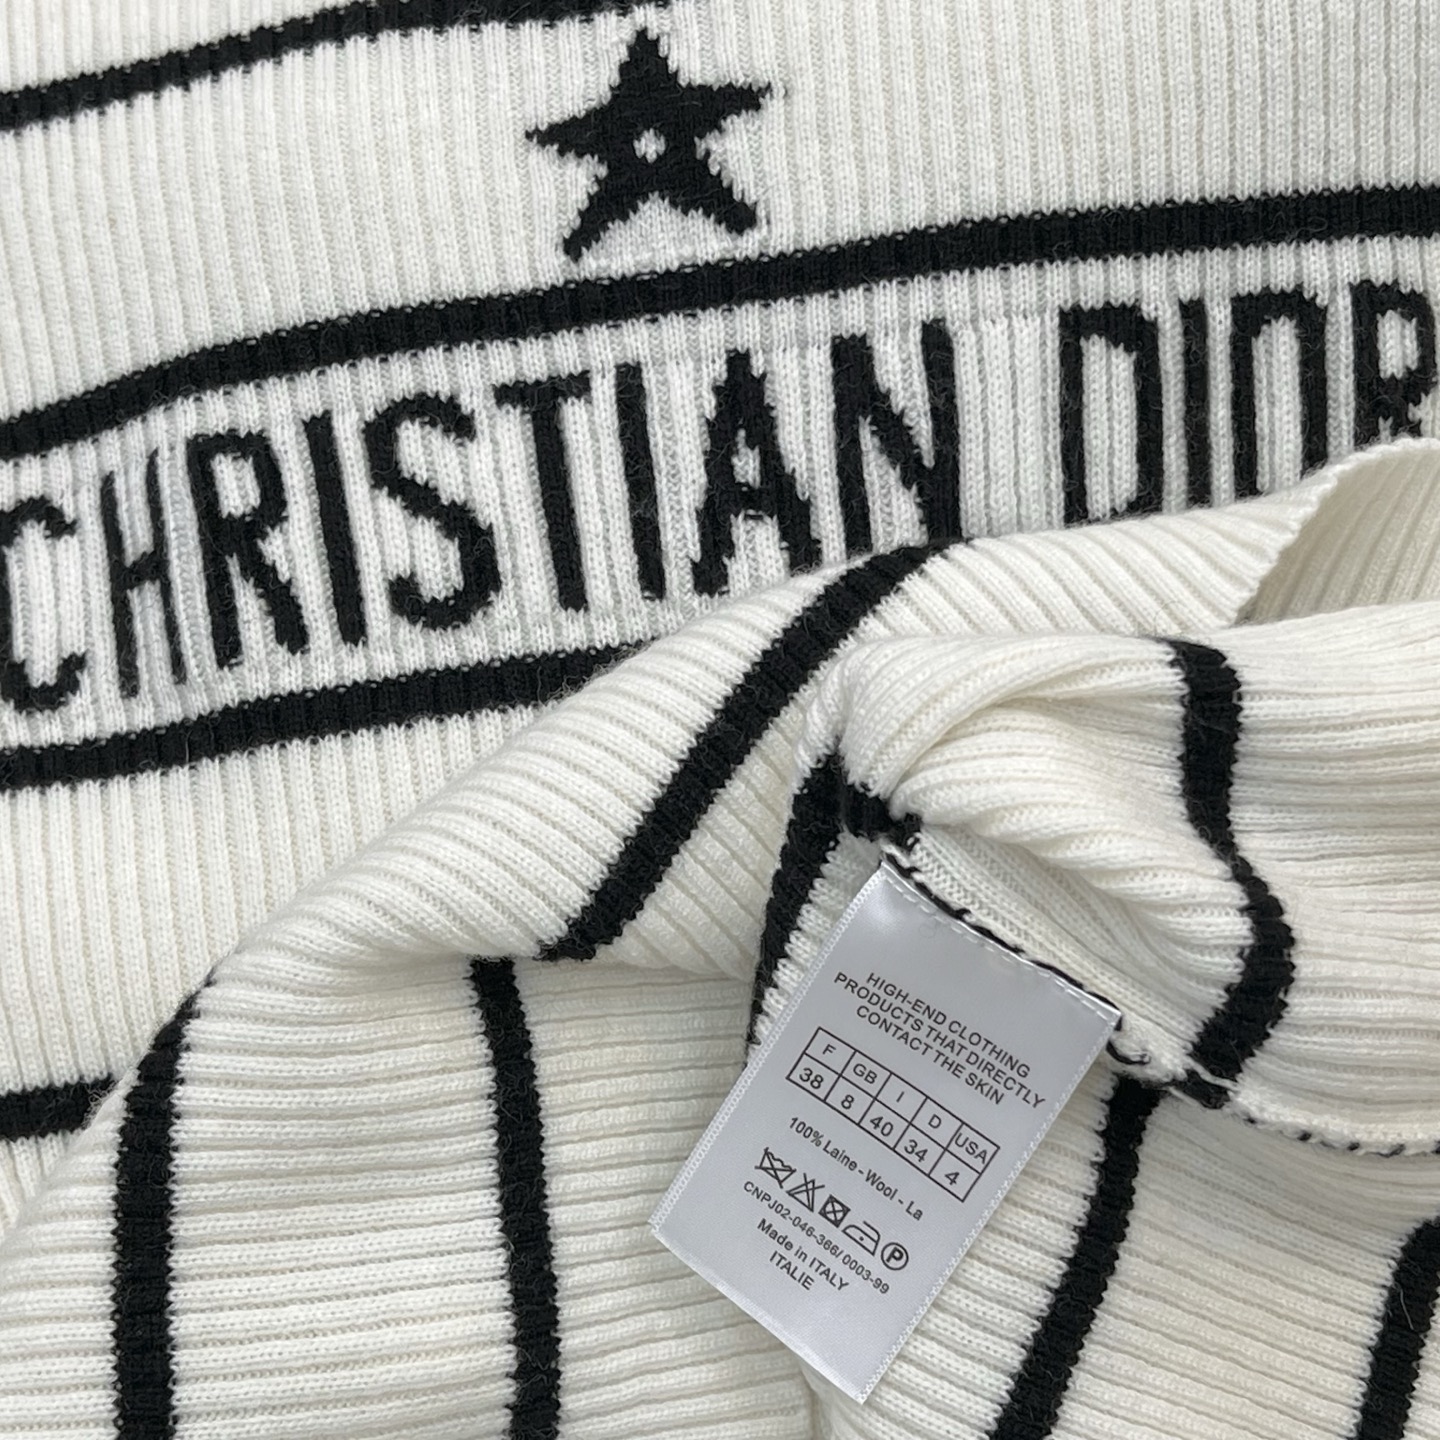 CHRISTIAN DIOR
HIGH-END CLOTHING
PRODUCTS THAT DIRECTLY
CONTACT THE SKIN
F GB I D USA
38 8 40 34 4
100% Laine - Wool - La
CNPJ02-046-366/ 0003-99
Made in ITALY
ITALIE